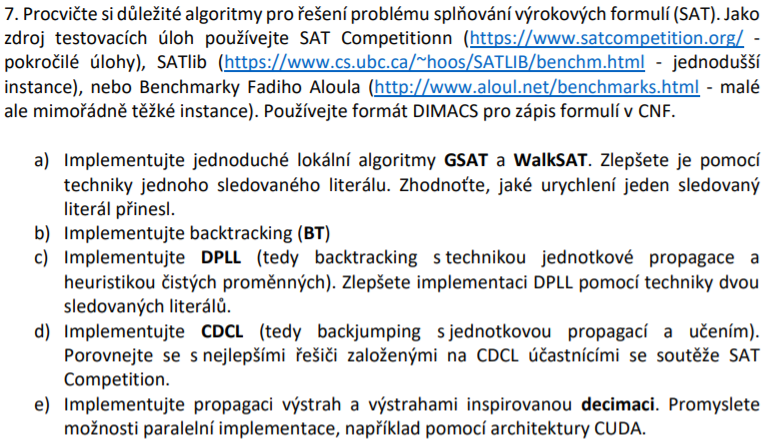 7. Procvičte si důležité algoritmy pro řešení problému splňování výrokových formulí (SAT). Jako
zdroj testovacích úloh používejte SAT Competitionn (https://www.satcompetition.org/ -
pokročilé úlohy), SATlib (https://www.cs.ubc.ca/~hoos/SATLIB/benchm.html - jednodušší
instance), nebo Benchmarky Fadiho Aloula (http://www.aloul.net/benchmarks.html - malé
ale mimořádně těžké instance). Používejte formát DIMACS pro zápis formulí v CNF.
a) Implementujte jednoduché lokální algoritmy GSAT a WalkSAT. Zlepšete je pomocí
techniky jednoho sledovaného literálu. Zhodnoťte, jaké urychlení jeden sledovaný
literál přinesl.
b) Implementujte backtracking (BT)
c) Implementujte DPLL (tedy backtracking s technikou jednotkové propagace a
heuristikou čistých proměnných). Zlepšete implementaci DPLL pomocí techniky dvou
sledovaných literálů.
d) Implementujte CDCL (tedy backjumping s jednotkovou propagací a učením).
Porovnejte se s nejlepšími řešiči založenými na CDCL účastnícími se soutěže SAT
Competition.
e) Implementujte propagaci výstrah a výstrahami inspirovanou decimaci. Promyslete
možnosti paralelní implementace, například pomocí architektury CUDA.